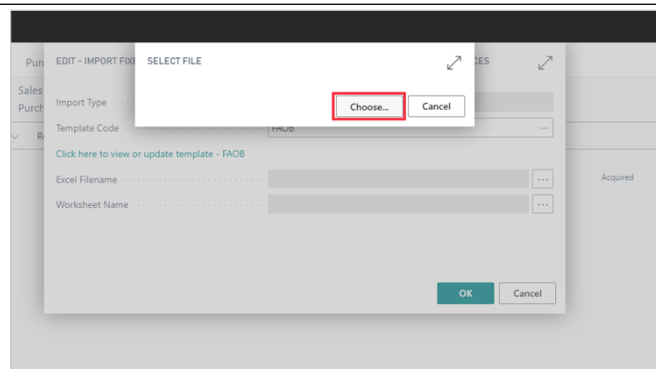 SELECT FILE
Choose...
Cancel
EDIT - IMPORT FIXE
CES
Import Type
Template Code
FAOB
Click here to view or update template - FAOB
Excel Filename
Worksheet Name
OK
Cancel
Pur
Sales
Purch
R
Acquired